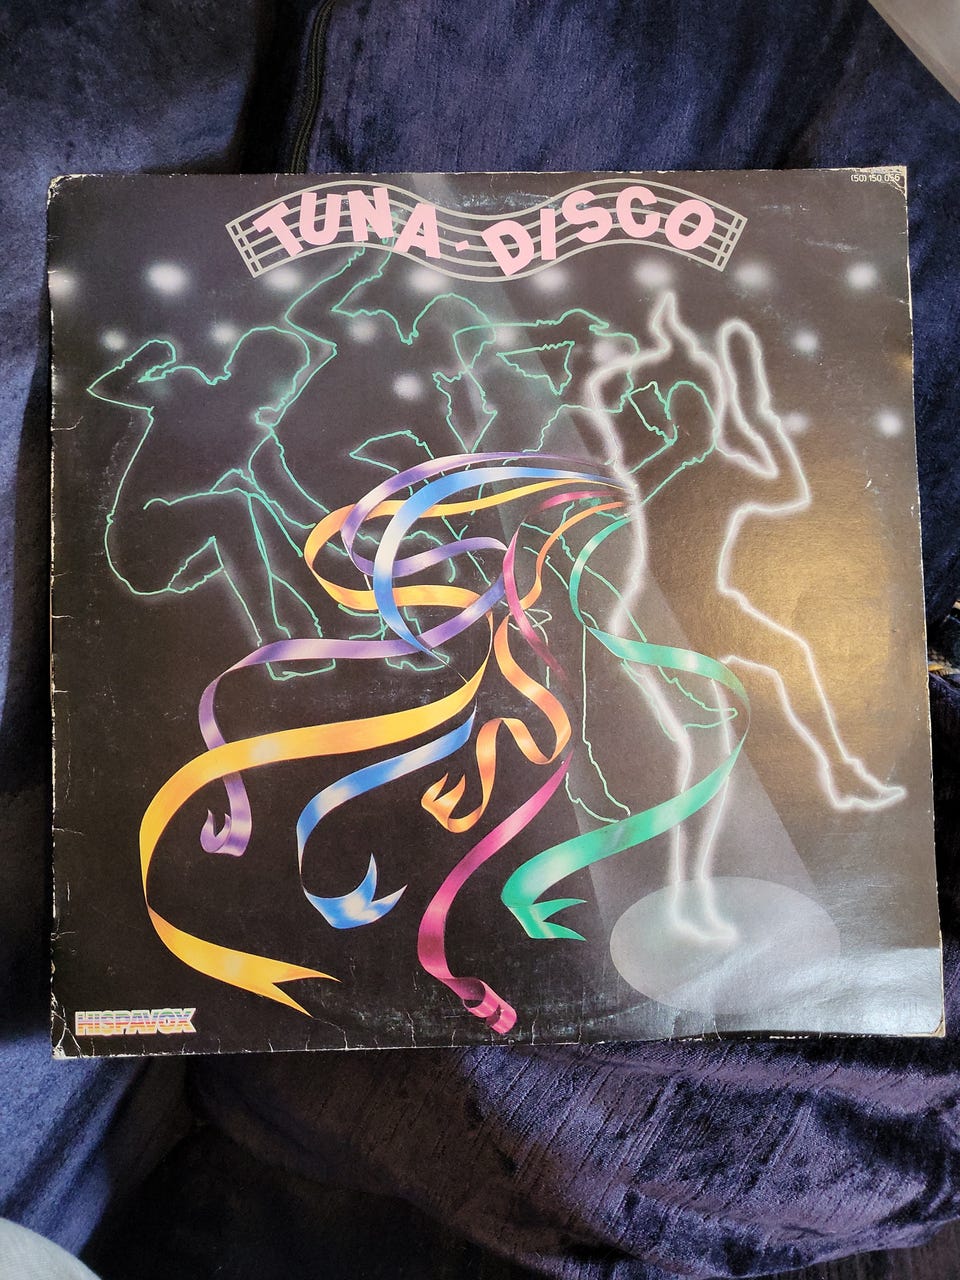 (50) 150 056
TUNA-DISCO
HISPAVOX